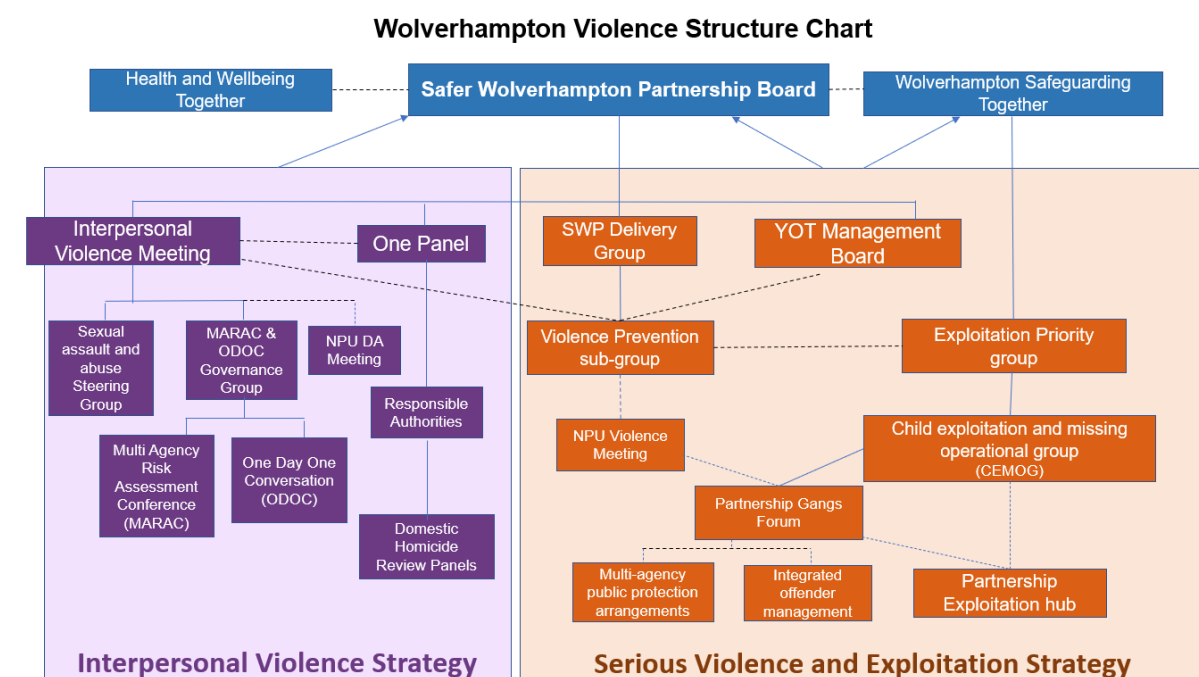 Wolverhampton Violence Structure Chart
Health and Wellbeing
Together
Safer Wolverhampton Partnership Board
Wolverhampton Safeguarding
Together
Interpersonal
Violence Meeting
One Panel
SWP Delivery
Group
YOT Management
Board
Sexual
assault and
abuse
Steering
Group
MARAC &
ODOC
Governance
Group
NPU DA
Meeting
Violence Prevention
sub-group
Exploitation Priority
group
Responsible
Authorities
NPU Violence
Meeting
Child exploitation and missing
operational group
(CEMOG)
Multi Agency
Risk
Assessment
Conference
(MARAC)
One Day One
Conversation
(ODOC)
Partnership Gangs
Forum
Domestic
Homicide
Review Panels
Multi-agency
public protection
arrangements
Integrated
offender
management
Partnership
Exploitation hub
Interpersonal Violence Strategy
Serious Violence and Exploitation Strategy